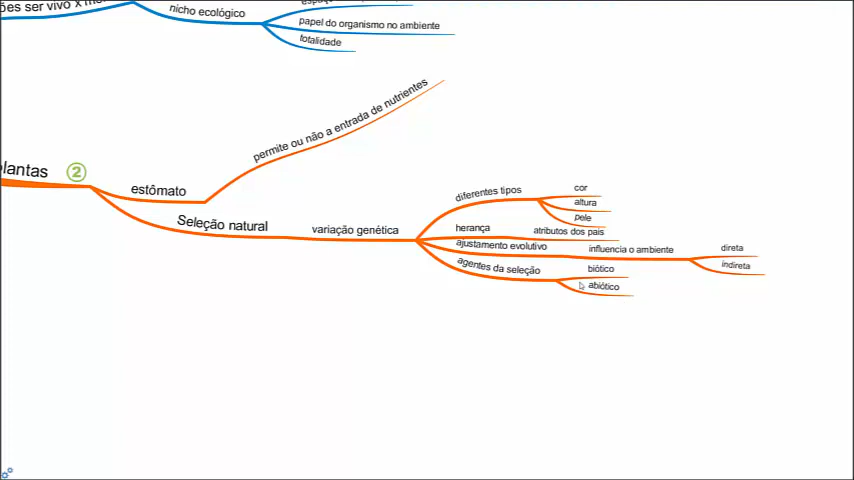 ões ser vivo x
nicho ecológico
papel do organismo no ambiente
totalidade
permite ou não a entrada de nutrientes
plantas 2
estômato
Seleção natural
variação genética
diferentes tipos
cor
altura
pele
herança
atributos dos pais
ajustamento evolutivo
influencia o ambiente
direta
indireta
agentes da seleção
biótico
abiótico